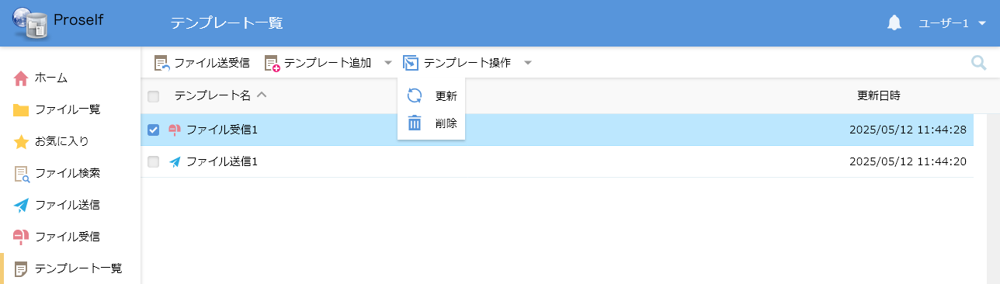 Proself
テンプレート一覧
ユーザー1
ファイル送受信
テンプレート追加
テンプレート操作
ホーム
ファイル一覧
お気に入り
ファイル検索
ファイル送信
ファイル受信
テンプレート一覧
更新
削除
テンプレート名
更新日時
ファイル受信1
2025/05/12 11:44:28
ファイル送信1
2025/05/12 11:44:20